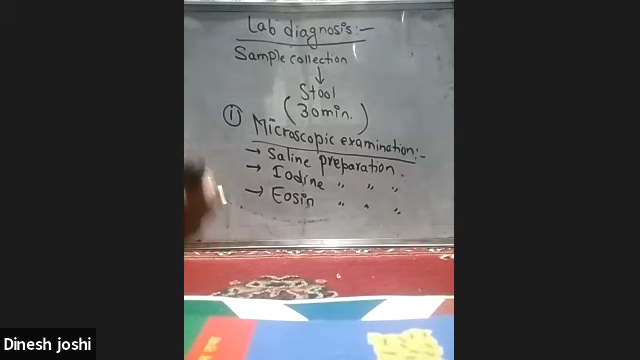 Lab diagnosis:-
Sample collection
↓
Stool
(30min.)
① Microscopic examination:-
→ Saline preparation.
→ Iodine " " "
→ Eosin " " "
Dinesh joshi